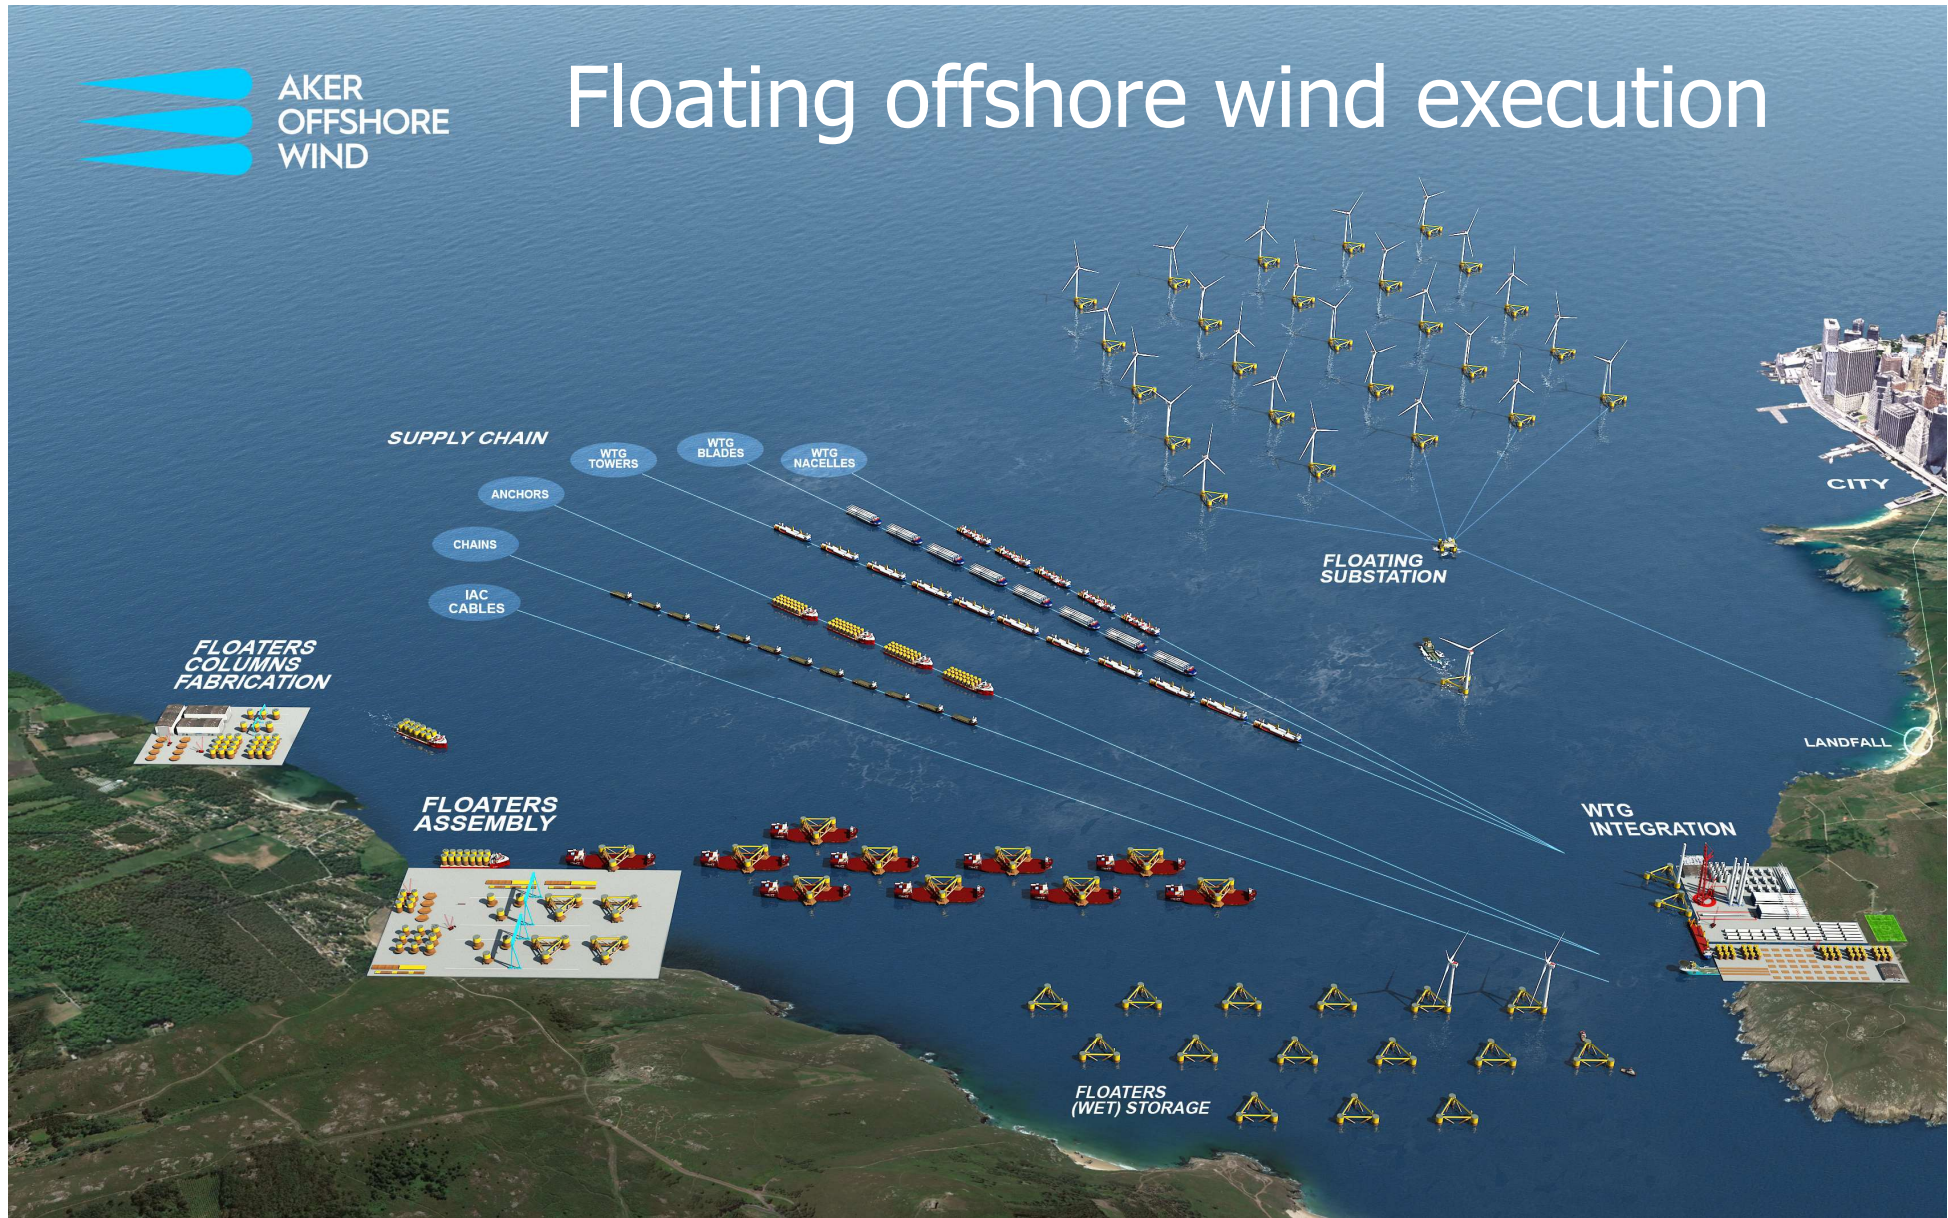 AKER
OFFSHORE
WIND
Floating offshore wind execution
SUPPLY CHAIN
WTG
TOWERS
WTG
BLADES
WTG
NACELLES
ANCHORS
CHAINS
IAC
CABLES
CITY
FLOATING
SUBSTATION
FLOATERS
COLUMNS
FABRICATION
LANDFALL
FLOATERS
ASSEMBLY
WTG
INTEGRATION
FLOATERS
(WET) STORAGE